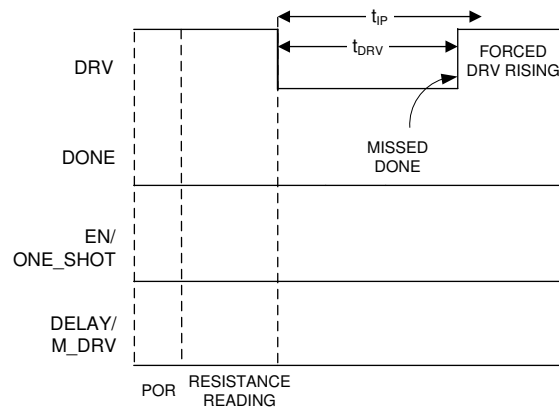 tIP
tDRV
FORCED
DRV RISING
DRV
MISSED
DONE
DONE
EN/
ONE_SHOT
DELAY/
M_DRV
POR
RESISTANCE
READING